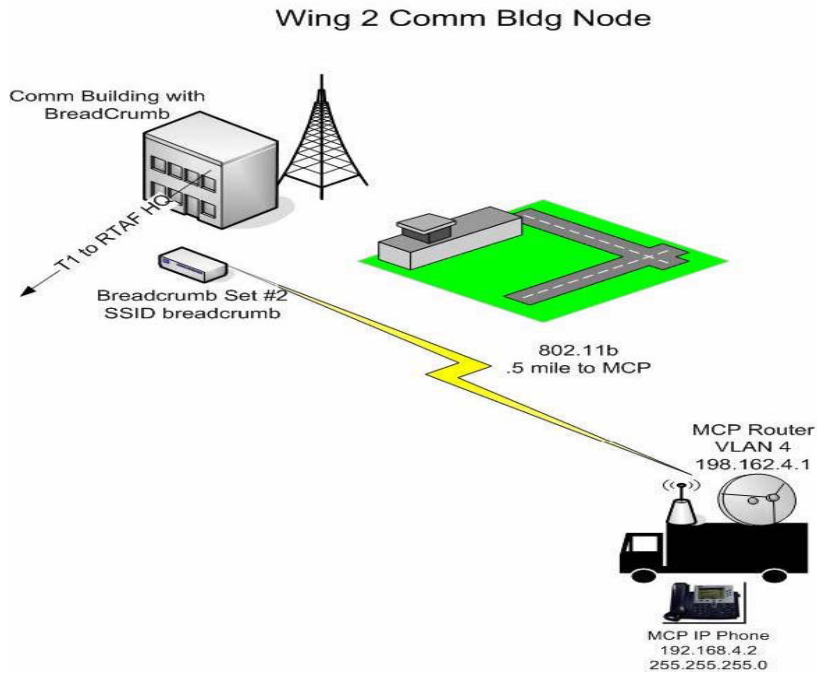 Wing 2 Comm Bldg Node
Comm Building with
BreadCrumb
T1 to RTAF HQ
Breadcrumb Set #2
SSID breadcrumb
802.11b
.5 mile to MCP
MCP Router
VLAN 4
198.162.4.1
MCP IP Phone
192.168.4.2
255.255.255.0